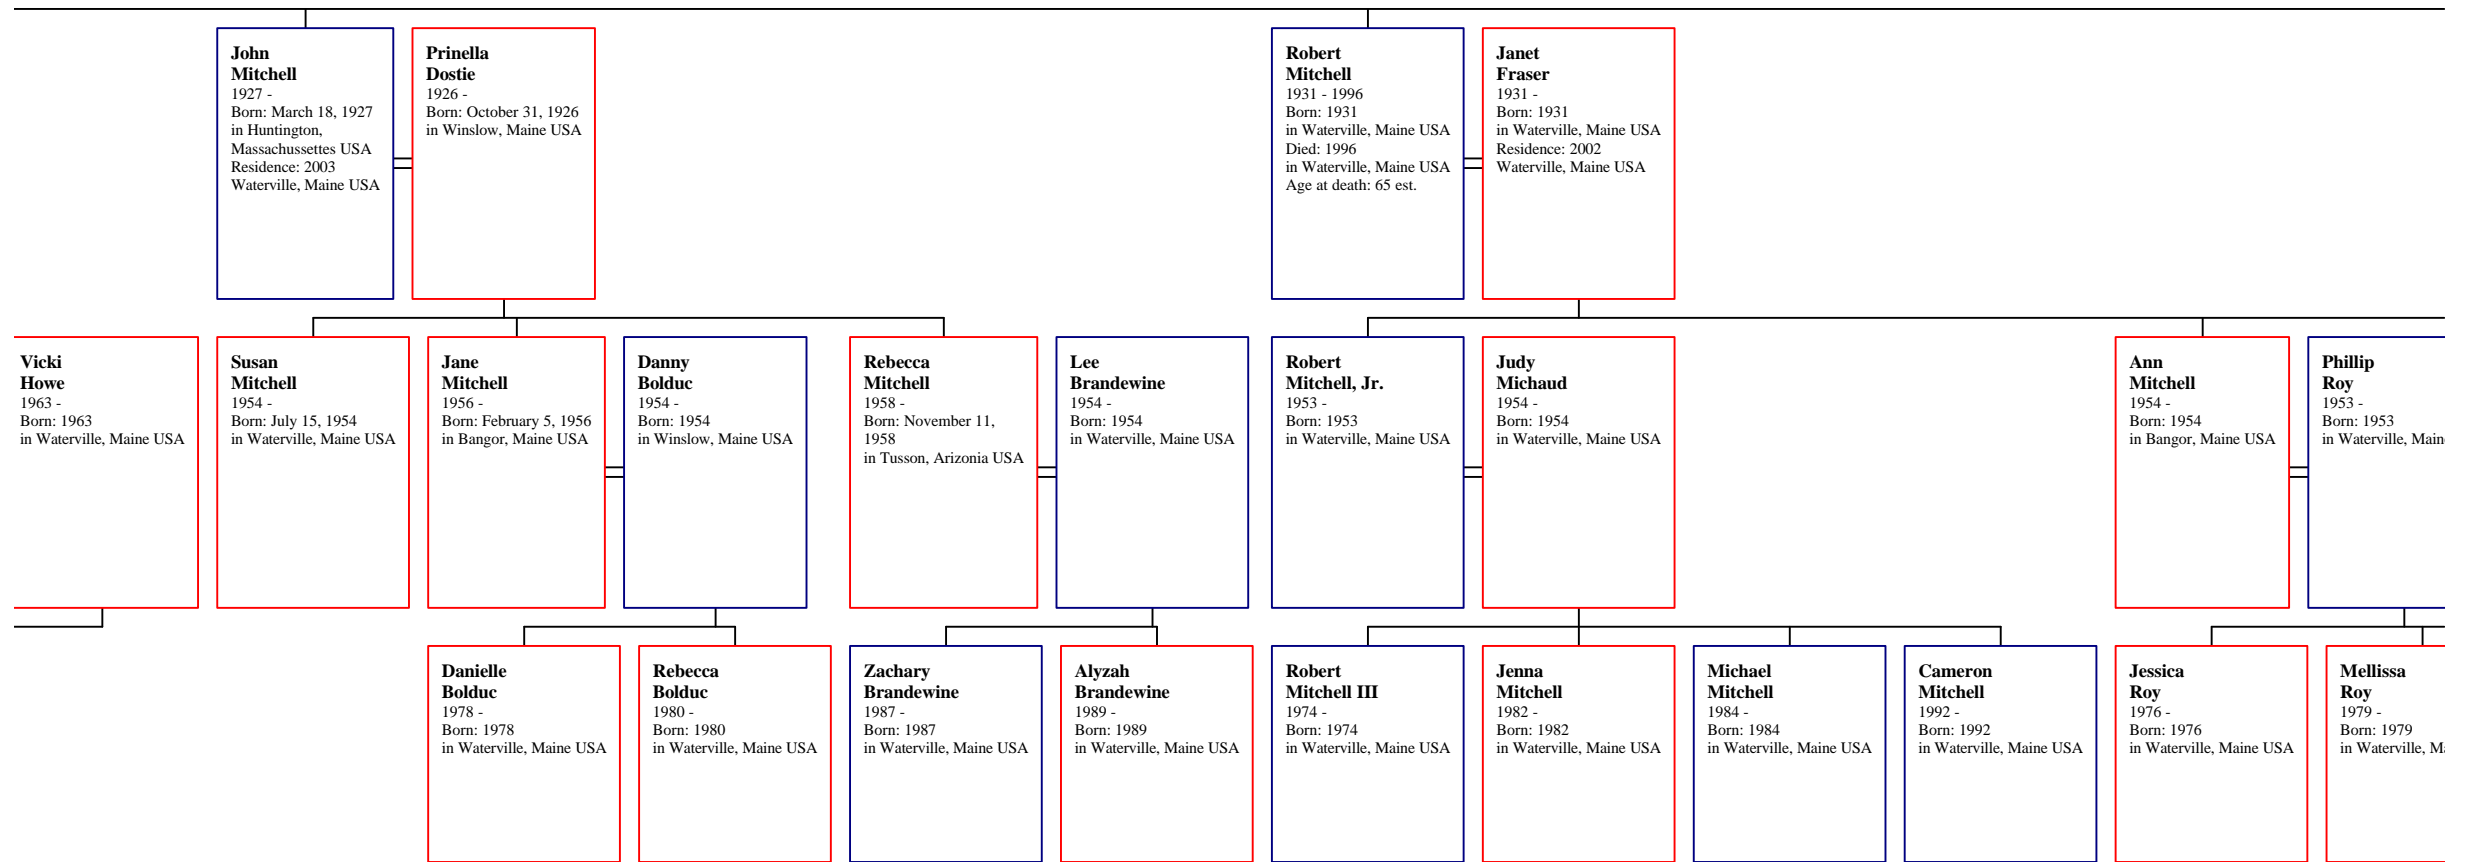 John
Mitchell
1927 -
Born: March 18, 1927
in Huntington,
Massachussettes USA
Residence: 2003
Waterville, Maine USA
Prinella
Dostie
1926 -
Born: October 31, 1926
in Winslow, Maine USA
Robert
Mitchell
1931 - 1996
Born: 1931
in Waterville, Maine USA
Died: 1996
in Waterville, Maine USA
Age at death: 65 est.
Janet
Fraser
1931 -
Born: 1931
in Waterville, Maine USA
Residence: 2002
Waterville, Maine USA
Vicki
Howe
1963 -
Born: 1963
in Waterville, Maine USA
Susan
Mitchell
1954 -
Born: July 15, 1954
in Waterville, Maine USA
Jane
Mitchell
1956 -
Born: February 5, 1956
in Bangor, Maine USA
Danny
Bolduc
1954 -
Born: 1954
in Winslow, Maine USA
Rebecca
Mitchell
1958 -
Born: November 11,
1958
in Tusson, Arizonia USA
Lee
Brandewine
1954 -
Born: 1954
in Waterville, Maine USA
Robert
Mitchell, Jr.
1953 -
Born: 1953
in Waterville, Maine USA
Judy
Michaud
1954 -
Born: 1954
in Waterville, Maine USA
Ann
Mitchell
1954 -
Born: 1954
in Bangor, Maine USA
Phillip
Roy
1953 -
Born: 1953
in Waterville, Main
Danielle
Bolduc
1978 -
Born: 1978
in Waterville, Maine USA
Rebecca
Bolduc
1980 -
Born: 1980
in Waterville, Maine USA
Zachary
Brandewine
1987 -
Born: 1987
in Waterville, Maine USA
Alyzah
Brandewine
1989 -
Born: 1989
in Waterville, Maine USA
Robert
Mitchell III
1974 -
Born: 1974
in Waterville, Maine USA
Jenna
Mitchell
1982 -
Born: 1982
in Waterville, Maine USA
Michael
Mitchell
1984 -
Born: 1984
in Waterville, Maine USA
Cameron
Mitchell
1992 -
Born: 1992
in Waterville, Maine USA
Jessica
Roy
1976 -
Born: 1976
in Waterville, Maine USA
Mellissa
Roy
1979 -
Born: 1979
in Waterville,